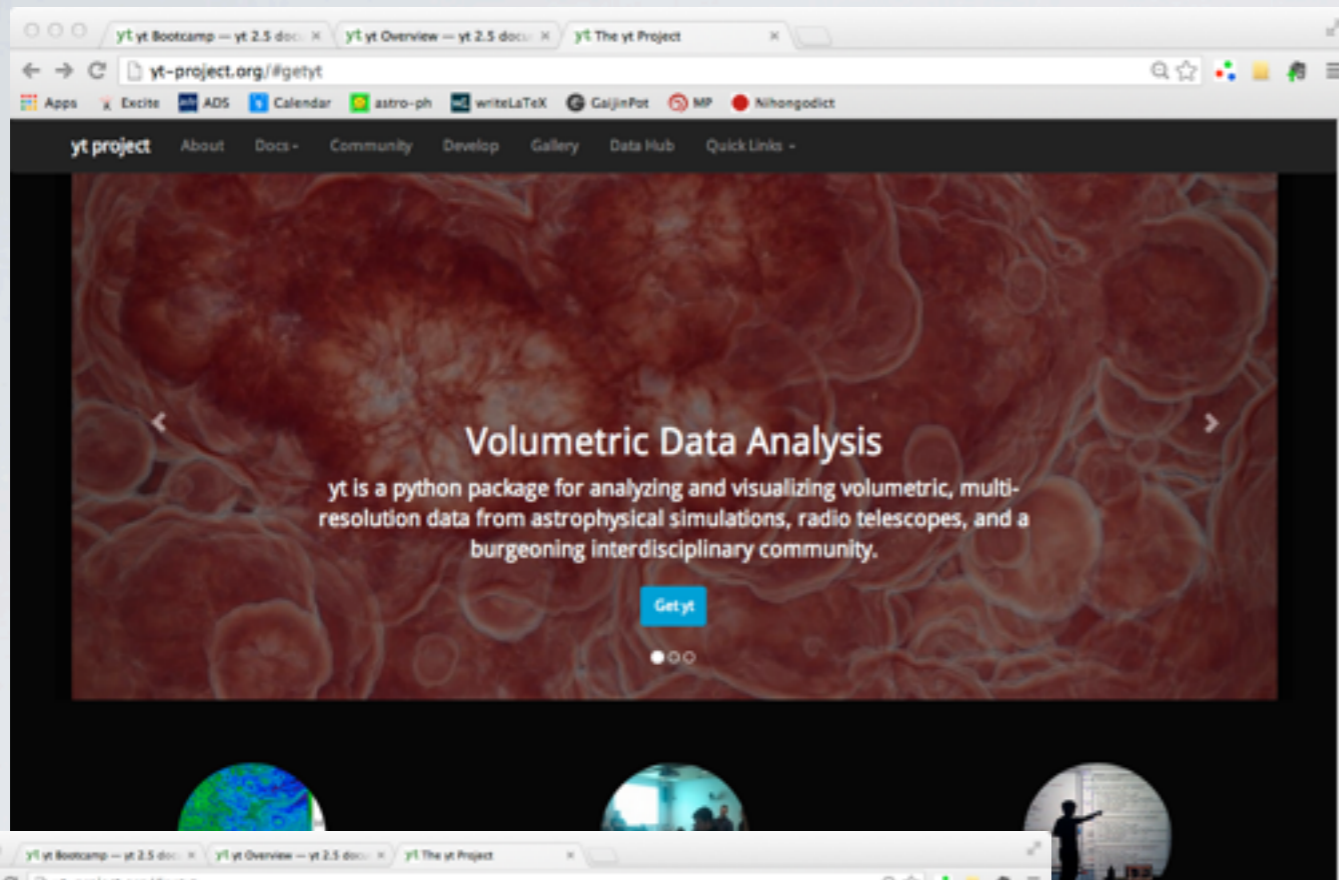 yt yt Bootcamp — yt 2.5 doc yt yt Overview — yt 2.5 docu yt The yt Project
yt-project.org/#getyt
Apps Excite ADS Calendar astro-ph writeLaTeX GaijinPot MP Nihongodict
yt project About Docs Community Develop Gallery Data Hub Quick Links
Volumetric Data Analysis
yt is a python package for analyzing and visualizing volumetric, multi-
resolution data from astrophysical simulations, radio telescopes, and a
burgeoning interdisciplinary community.
Get yt
yt yt Bootcamp — yt 2.5 doc yt yt Overview — yt 2.5 docu yt The yt Project